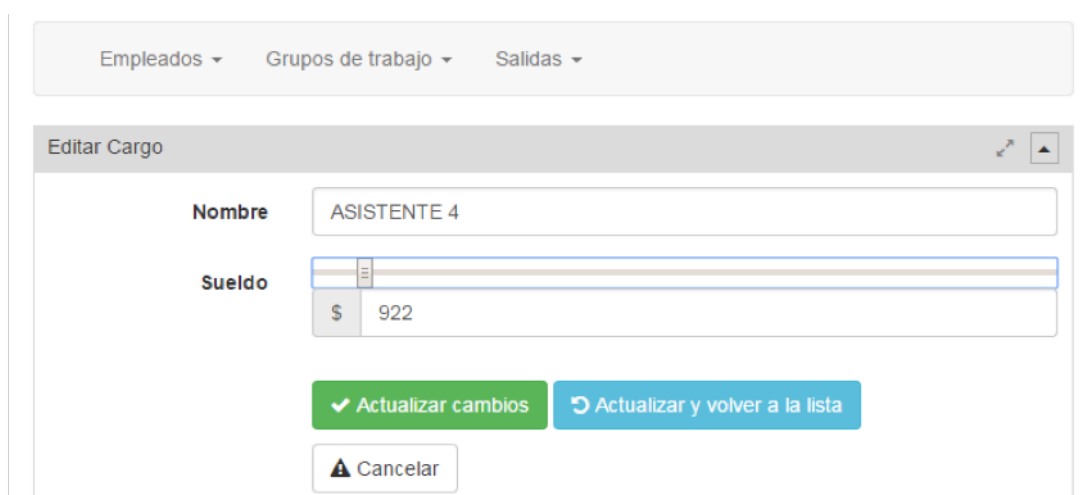 Empleados Grupos de trabajo Salidas
Editar Cargo
Nombre ASISTENTE 4
Sueldo
$ 922
Actualizar cambios Actualizar y volver a la lista
Cancelar